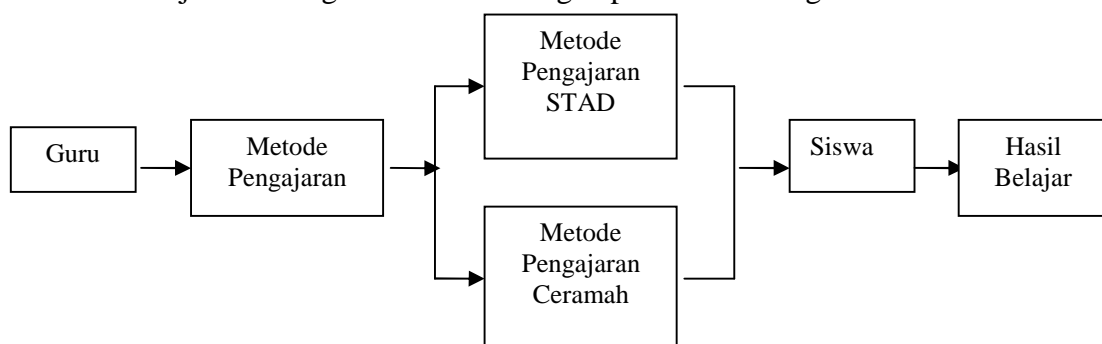 Metode
Pengajaran
STAD
Guru
Metode
Pengajaran
Siswa
Hasil
Belajar
Metode
Pengajaran
Ceramah